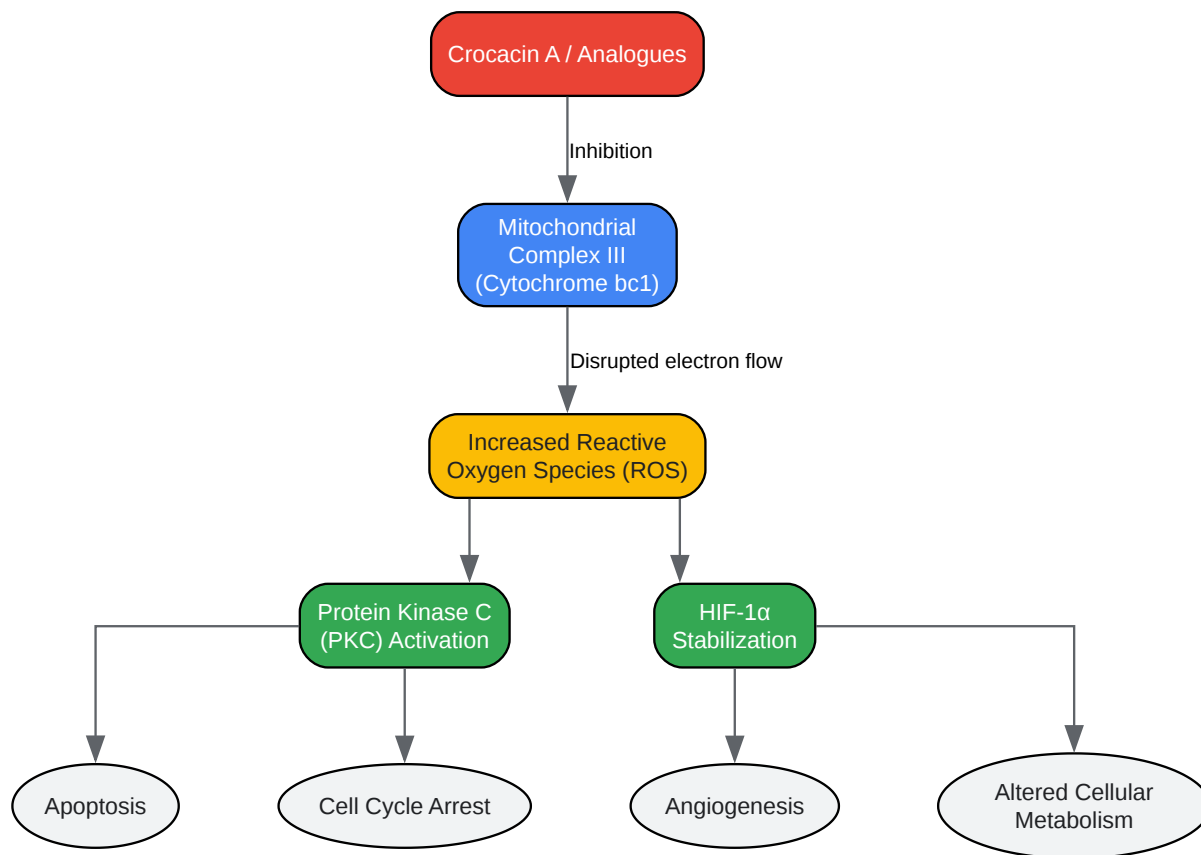 Crocacin A / Analogues
Inhibition
Mitochondrial
Complex III
(Cytochrome bc1)
Disrupted electron flow
Increased Reactive
Oxygen Species (ROS)
Protein Kinase C
(PKC) Activation
HIF-1α
Stabilization
Apoptosis
Cell Cycle Arrest
Angiogenesis
Altered Cellular
Metabolism